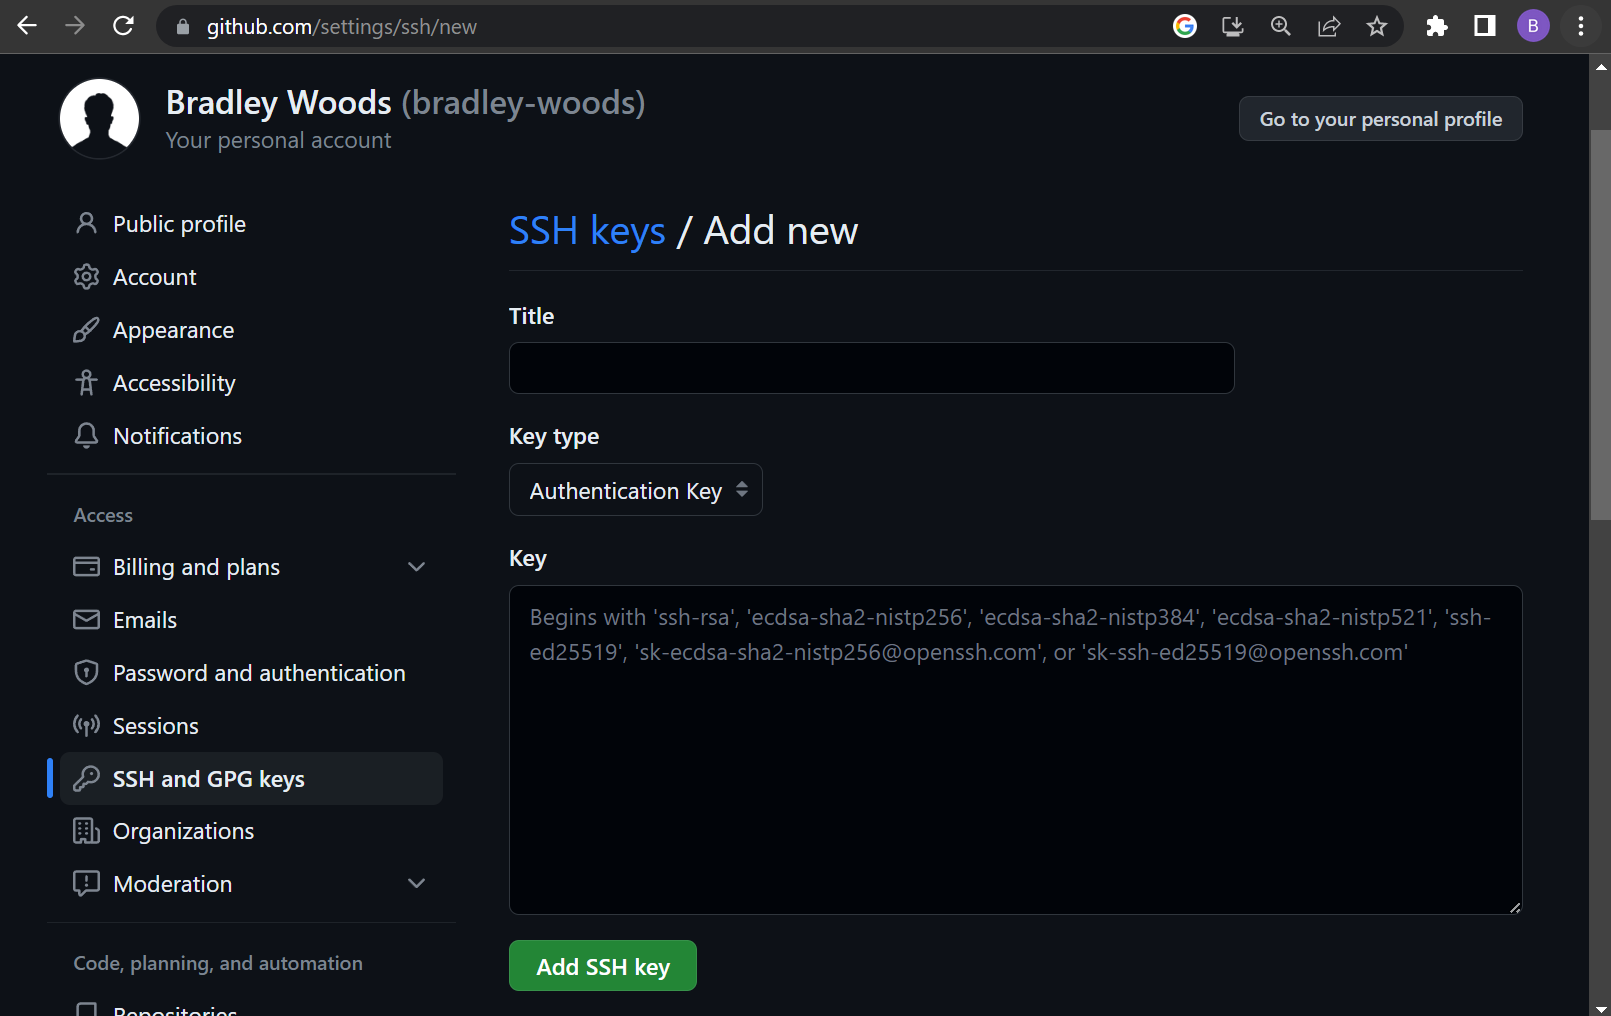 github.com/settings/ssh/new
B
Bradley Woods (bradley-woods)
Your personal account
Go to your personal profile
Public profile
Account
Appearance
Accessibility
Notifications
Access
Billing and plans
Emails
Password and authentication
Sessions
SSH and GPG keys
Organizations
Moderation
Code, planning, and automation
Repositories
SSH keys / Add new
Title
Key type
Authentication Key
Key
Begins with 'ssh-rsa', 'ecdsa-sha2-nistp256', 'ecdsa-sha2-nistp384', 'ecdsa-sha2-nistp521', 'ssh-
ed25519', 'sk-ecdsa-sha2-nistp256@openssh.com', or 'sk-ssh-ed25519@openssh.com'
Add SSH key